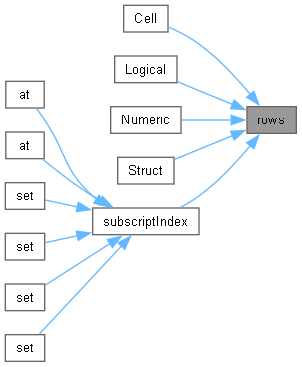 Cell
Logical
Numeric
Struct
subscriptIndex
rows
at
at
set
set
set
set